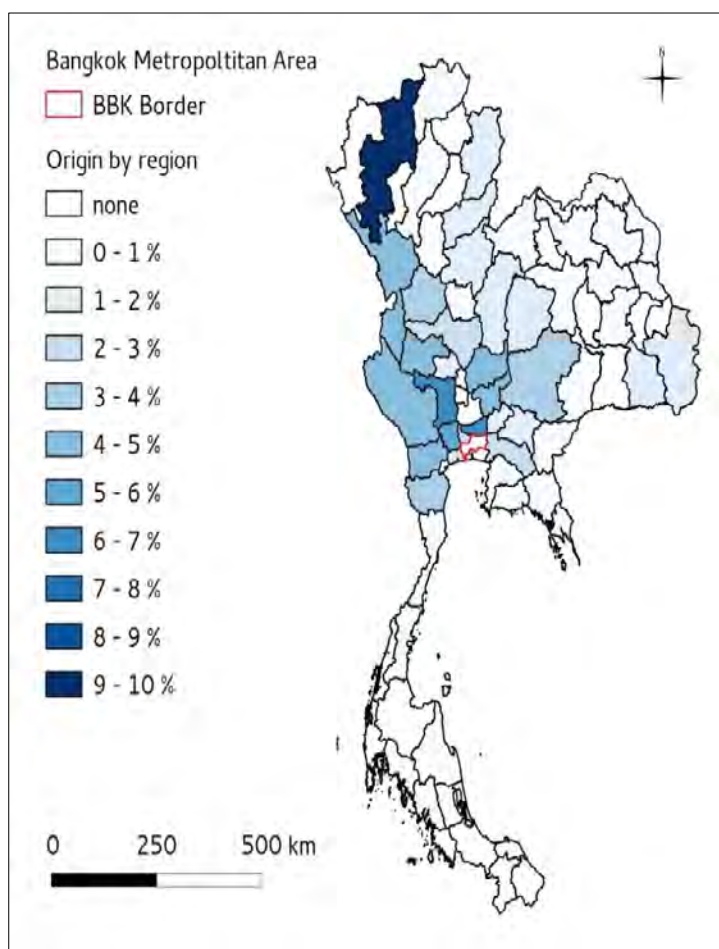 Bangkok Metropoltitan Area
BBK Border
Origin by region
none
0 - 1 %
1 - 2 %
2 - 3 %
3 - 4 %
4 - 5 %
5 - 6 %
6 - 7 %
7 - 8 %
8 - 9 %
9 - 10 %
0 250 500 km
N